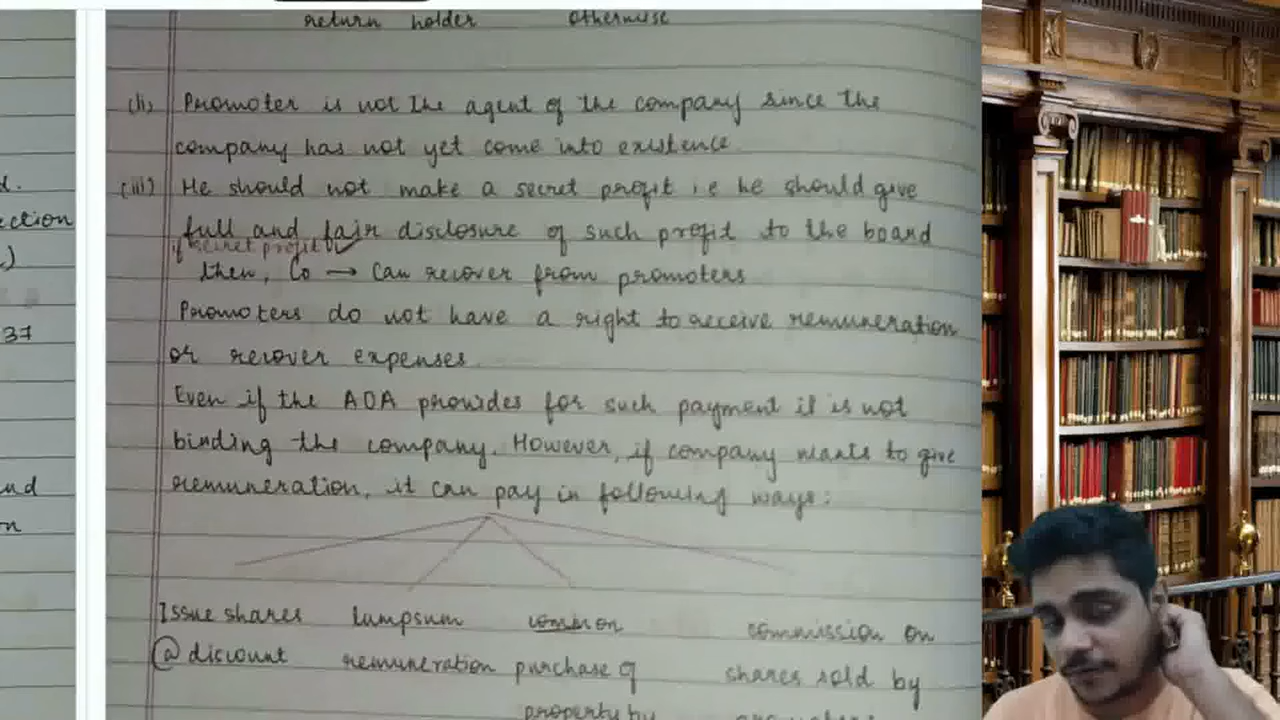 return holder otherwise
d.
(ii) Promoter is not the agent of the company since the
company has not yet come into existence
ection
(iii) He should not make a secret profit i.e he should give
full and fair disclosure of such profit to the board
if secret profit
then, Co → Can recover from promoters
Promoters do not have a right to receive remuneration
37
or recover expenses.
Even if the AOA provides for such payment it is not
binding the company. However, if company wants to give
remuneration, it can pay in following ways:
Issue shares lumpsum commission on
@ discount remuneration purchase of shares sold by
property by